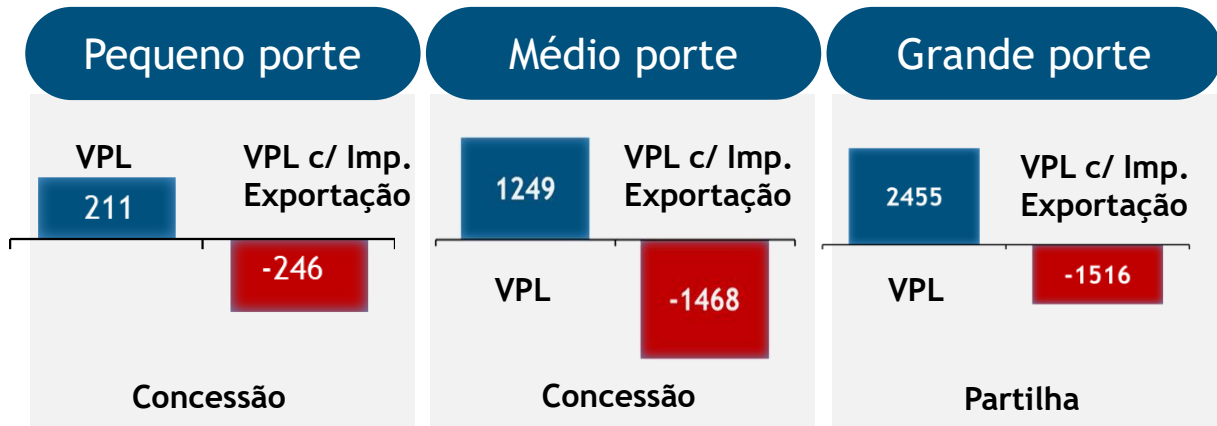 Pequeno porte
VPL
VPL c/ Imp.
Exportação
211
-246
Concessão
Médio porte
1249
VPL c/ Imp.
Exportação
VPL
-1468
Concessão
Grande porte
2455
VPL c/ Imp.
Exportação
VPL
-1516
Partilha